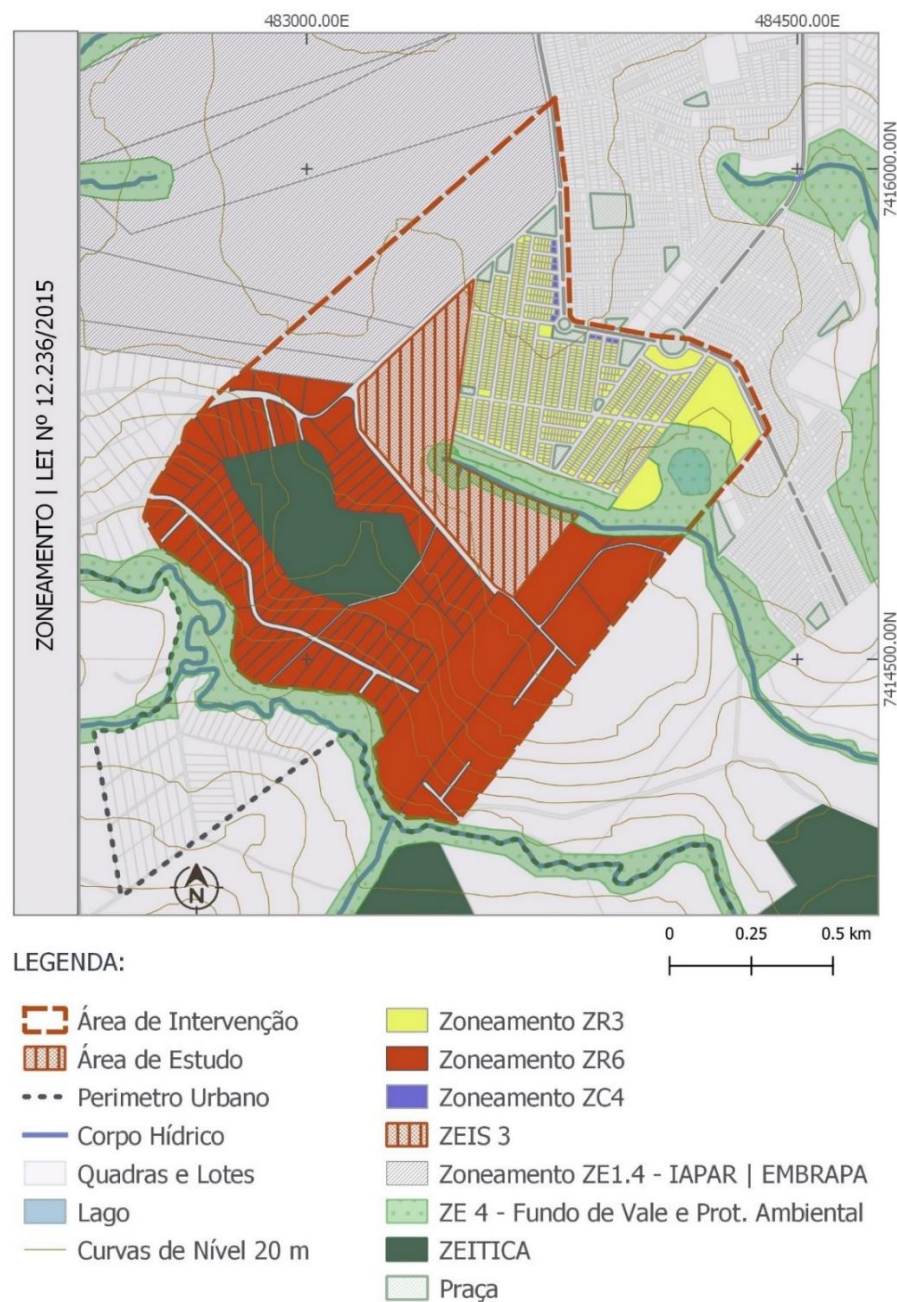 483000.00E
484500.00E
ZONEAMENTO | LEI Nº 12.236/2015
7416000.00N
7414500.00N
N
0 0.25 0.5 km
LEGENDA:
Área de Intervenção
Área de Estudo
Perimetro Urbano
Corpo Hídrico
Quadras e Lotes
Lago
Curvas de Nível 20 m
Zoneamento ZR3
Zoneamento ZR6
Zoneamento ZC4
ZEIS 3
Zoneamento ZE1.4 - IAPAR | EMBRAPA
ZE 4 - Fundo de Vale e Prot. Ambiental
ZEITICA
Praça